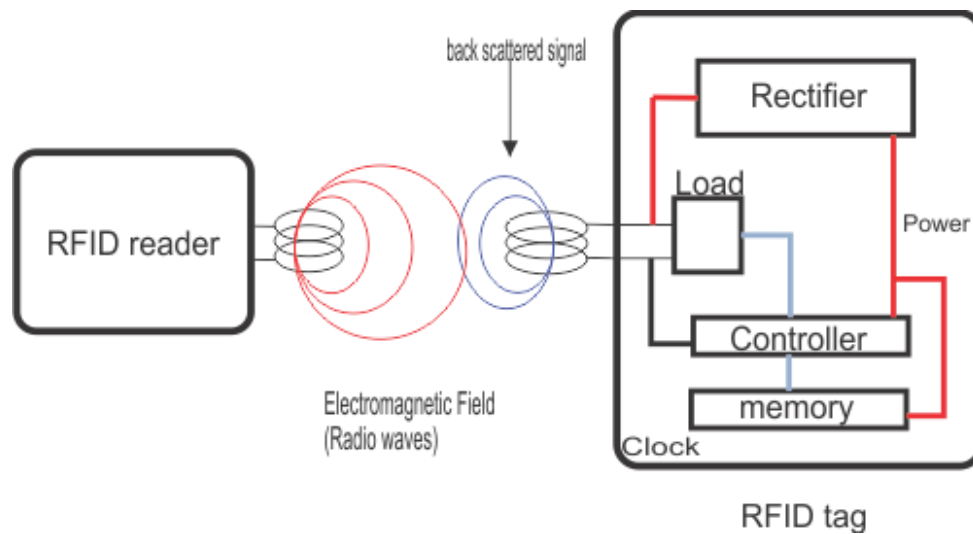 back scattered signal
Rectifier
Load
RFID reader
Power
Controller
Electromagnetic Field
(Radio waves)
memory
Clock
RFID tag